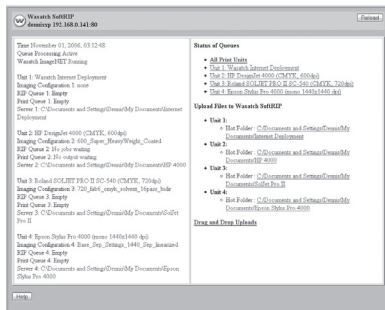 Wasatch SoftRIP
dennisxp 192.168.0.141:80
Reload
Time November 01, 2006, 03:12:48
Queue Processing Active
Wasatch ImageNET Running
Unit 1: Wasatch Internet Deployment
Imaging Configuration 1: none
RIP Queue 1: Empty
Print Queue 1: Empty
Server 1: C:\Documents and Settings\Dennis\My Documents\Internet
Deployment
Unit 2: HP DesignJet 4000 (CMYK, 600dpi)
Imaging Configuration 2: 600_Super_HeavyWeight_Coated
RIP Queue 2: No jobs waiting
Print Queue 2: No output waiting
Server 2: C:\Documents and Settings\Dennis\My Documents\HP 4000
Unit 3: Roland SOLJET PRO II SC-540 (CMYK, 720dpi)
Imaging Configuration 3: 720_fab6_cmyk_solvent_16pass_bidir
RIP Queue 3: Empty
Print Queue 3: Empty
Server 3: C:\Documents and Settings\Dennis\My Documents\SolJet
Pro II
Unit 4: Epson Stylus Pro 4000 (mono 1440x1440 dpi)
Imaging Configuration 4: Base_Sep_Settings_1440_Sep_linearized
RIP Queue 4: Empty
Print Queue 4: Empty
Server 4: C:\Documents and Settings\Dennis\My Documents\Epson
Stylus Pro 4000
Status of Queues
All Print Units
Unit 1: Wasatch Internet Deployment
Unit 2: HP DesignJet 4000 (CMYK, 600dpi)
Unit 3: Roland SOLJET PRO II SC-540 (CMYK, 720dpi)
Unit 4: Epson Stylus Pro 4000 (mono 1440x1440 dpi)
Upload Files to Wasatch SoftRIP
Unit 1:
Hot Folder : C:/Documents and Settings/Dennis/My
Documents/Internet Deployment
Unit 2:
Hot Folder : C:/Documents and Settings/Dennis/My
Documents/HP 4000
Unit 3:
Hot Folder : C:/Documents and Settings/Dennis/My
Documents/SolJet Pro II
Unit 4:
Hot Folder : C:/Documents and Settings/Dennis/My
Documents/Epson Stylus Pro 4000
Drag and Drop Uploads
Help